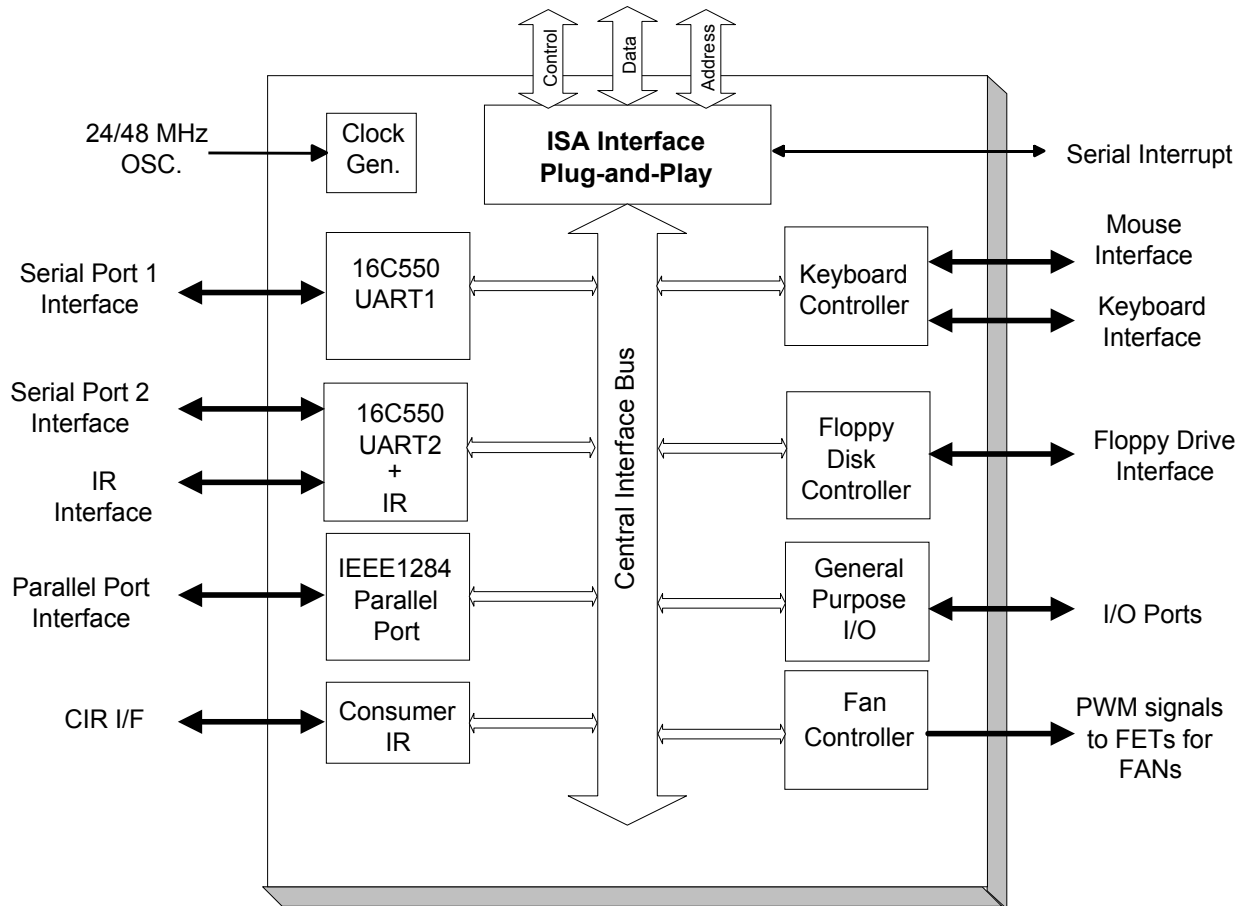 Control
Data
Address
ISA Interface
Plug-and-Play
24/48 MHz
OSC.
Clock
Gen.
Serial Interrupt
Serial Port 1
Interface
16C550
UART1
Keyboard
Controller
Mouse
Interface
Keyboard
Interface
Central Interface Bus
Serial Port 2
Interface
IR
Interface
16C550
UART2
+
IR
Floppy
Disk
Controller
Floppy Drive
Interface
Parallel Port
Interface
IEEE1284
Parallel
Port
General
Purpose
I/O
I/O Ports
CIR I/F
Consumer
IR
Fan
Controller
PWM signals
to FETs for
FANs